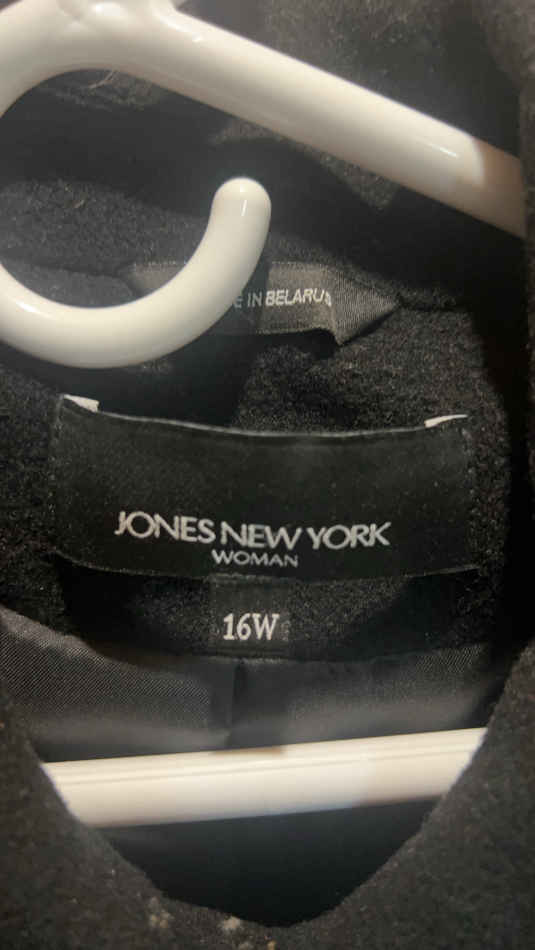 E IN BELARUS
JONES NEW YORK
WOMAN
16W